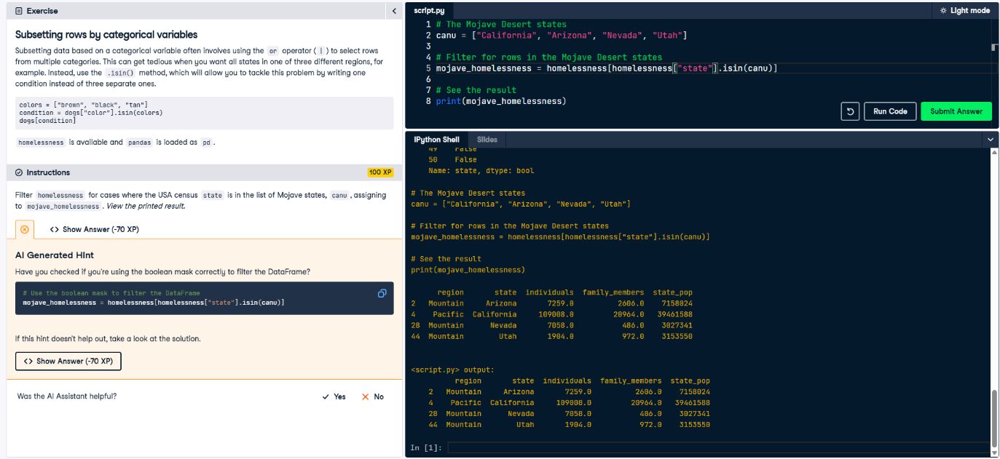 Exercise
Subsetting rows by categorical variables
Subsetting data based on a categorical variable often involves using the or operator ( | ) to select rows
from multiple categories. This can get tedious when you want all states in one of three different regions, for
example. Instead, use the .isin() method, which will allow you to tackle this problem by writing one
condition instead of three separate ones.
colors = ["brown", "black", "tan"]
condition = dogs["color"].isin(colors)
dogs[condition]
homelessness is available and pandas is loaded as pd .
Instructions
100 XP
Filter homelessness for cases where the USA census state is in the list of Mojave states, canu , assigning
to mojave_homelessness . View the printed result.
<> Show Answer (-70 XP)
AI Generated Hint
Have you checked if you're using the boolean mask correctly to filter the DataFrame?
# Use the boolean mask to filter the DataFrame
mojave_homelessness = homelessness[homelessness["state"].isin(canu)]
If this hint doesn't help out, take a look at the solution.
<> Show Answer (-70 XP)
Was the AI Assistant helpful?
Yes
No
script.py
Light mode
1 # The Mojave Desert states
2 canu = ["California", "Arizona", "Nevada", "Utah"]
3
4 # Filter for rows in the Mojave Desert states
5 mojave_homelessness = homelessness[homelessness["state"].isin(canu)]
6
7 # See the result
8 print(mojave_homelessness)
Run Code
Submit Answer
IPython Shell
Slides
49 False
50 False
Name: state, dtype: bool
# The Mojave Desert states
canu = ["California", "Arizona", "Nevada", "Utah"]
# Filter for rows in the Mojave Desert states
mojave_homelessness = homelessness[homelessness["state"].isin(canu)]
# See the result
print(mojave_homelessness)
region state individuals family_members state_pop
2 Mountain Arizona 7259.0 2606.0 7158024
4 Pacific California 109008.0 20964.0 39461588
28 Mountain Nevada 7058.0 486.0 3027341
44 Mountain Utah 1904.0 972.0 3153550
<script.py> output:
region state individuals family_members state_pop
2 Mountain Arizona 7259.0 2606.0 7158024
4 Pacific California 109008.0 20964.0 39461588
28 Mountain Nevada 7058.0 486.0 3027341
44 Mountain Utah 1904.0 972.0 3153550
In [1]: